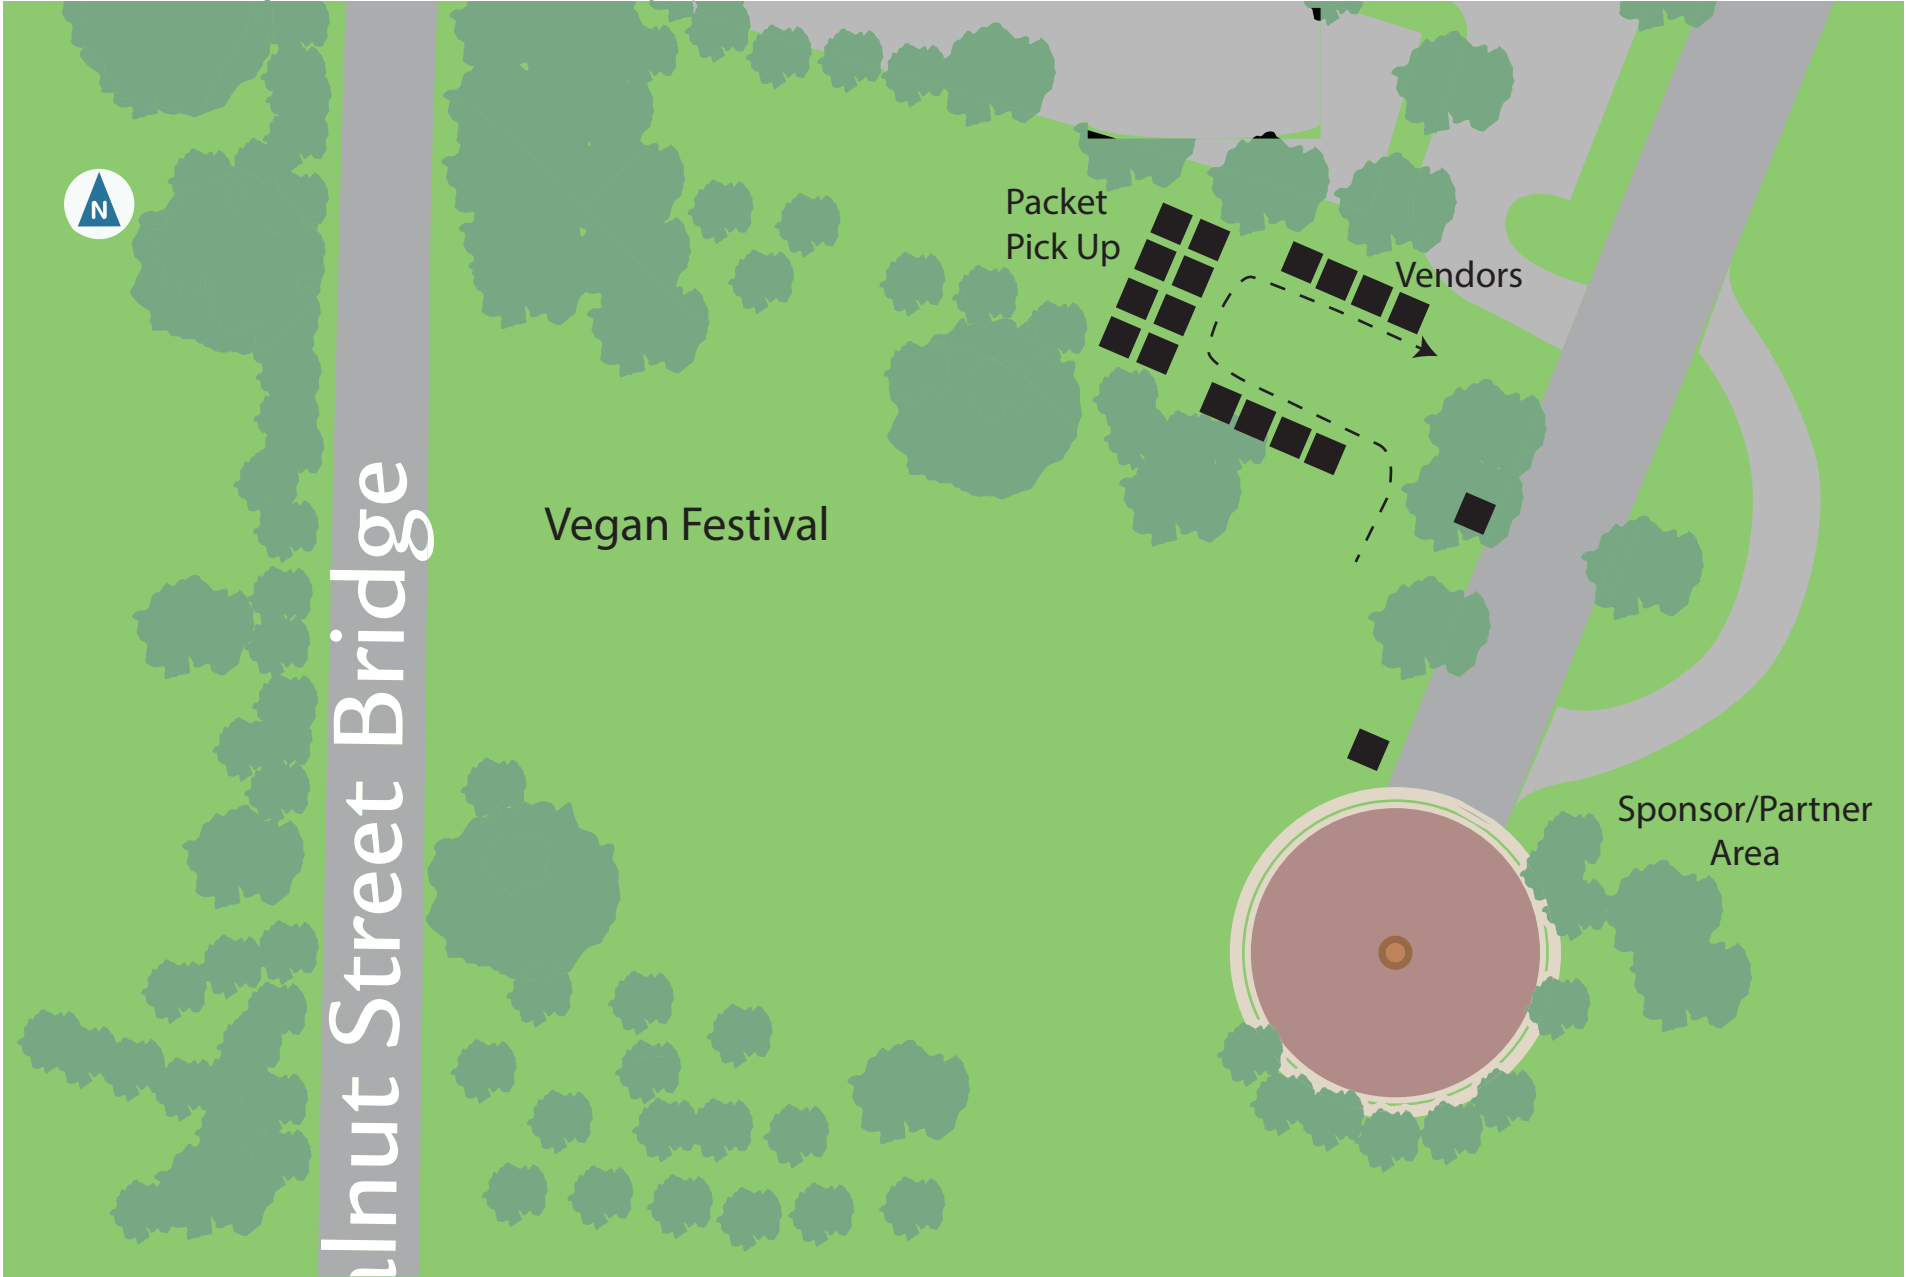 N
Packet
Pick Up
Vendors
Vegan Festival
Sponsor/Partner
Area
lnut Street Bridge